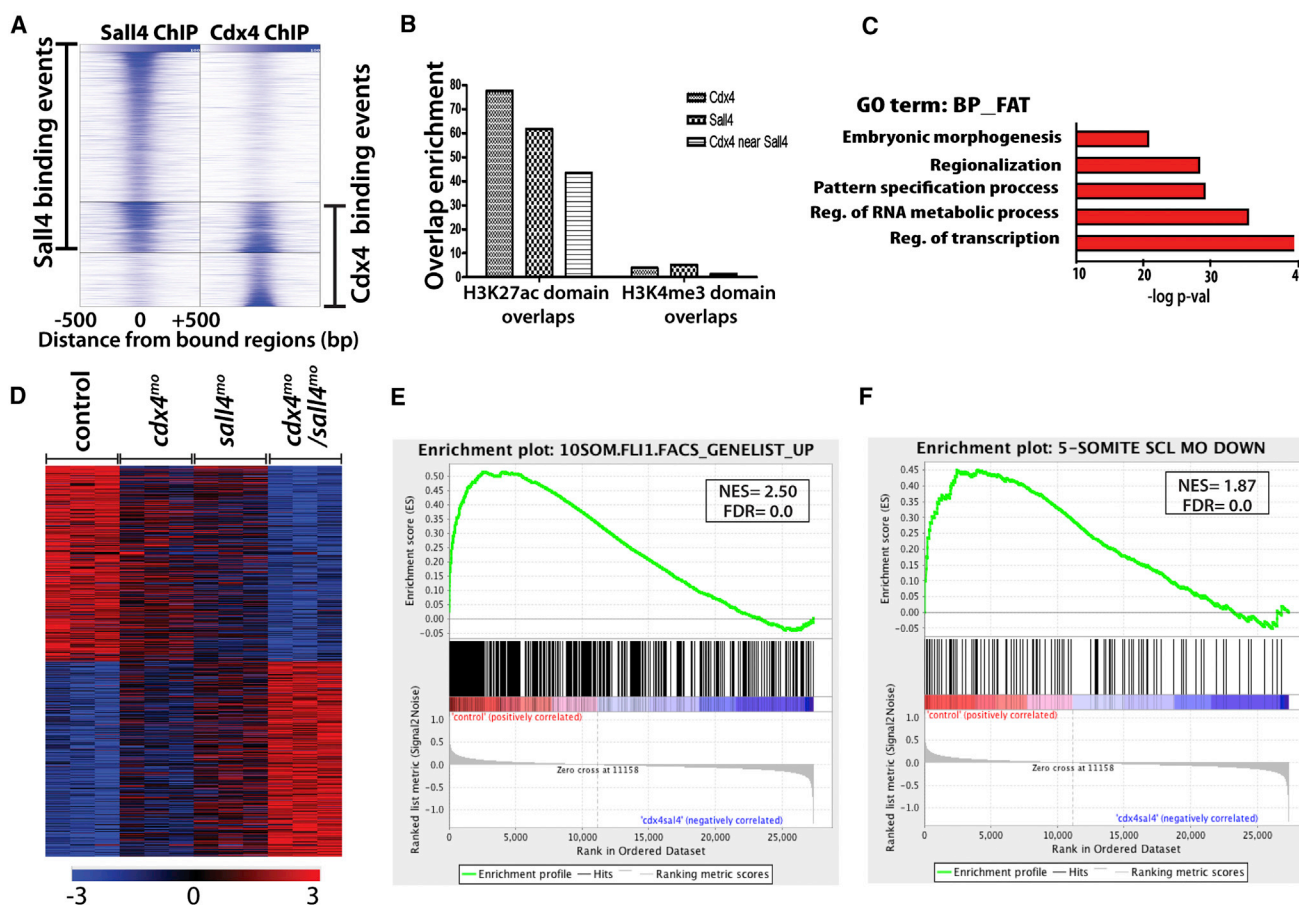 A
Sall4 ChIP Cdx4 ChIP
Sall4 binding events
Cdx4 binding events
-500 0 +500
Distance from bound regions (bp)
B
Overlap enrichment
80
70
60
50
40
30
20
10
0
Cdx4
Sall4
Cdx4 near Sall4
H3K27ac domain overlaps
H3K4me3 domain overlaps
C
GO term: BP_FAT
Embryonic morphogenesis
Regionalization
Pattern specification proccess
Reg. of RNA metabolic process
Reg. of transcription
10 30 4
-log p-val
D
control
cdx4mo
sall4mo
cdx4mo
/sall4mo
-3 0 3
E
Enrichment plot: 10SOM.FLI1.FACS_GENELIST_UP
NES= 2.50
FDR= 0.0
Enrichment score (ES)
0.50
0.45
0.40
0.35
0.30
0.25
0.20
0.15
0.10
0.05
0.00
-0.05
'control' (positively correlated)
Ranked list metric (Signal2Noise)
1.0
0.5
0.0
-0.5
-1.0
Zero cross at 11158
'cdx4sal4' (negatively correlated)
0 5,000 10,000 15,000 20,000 25,000
Rank in Ordered Dataset
Enrichment profile Hits Ranking metric scores
F
Enrichment plot: 5-SOMITE SCL MO DOWN
NES= 1.87
FDR= 0.0
Enrichment score (ES)
0.45
0.40
0.35
0.30
0.25
0.20
0.15
0.10
0.05
0.00
-0.05
'control' (positively correlated)
Ranked list metric (Signal2Noise)
1.0
0.5
0.0
-0.5
-1.0
Zero cross at 11158
'cdx4sal4' (negatively correlated)
0 5,000 10,000 15,000 20,000 25,000
Rank in Ordered Dataset
Enrichment profile Hits Ranking metric scores